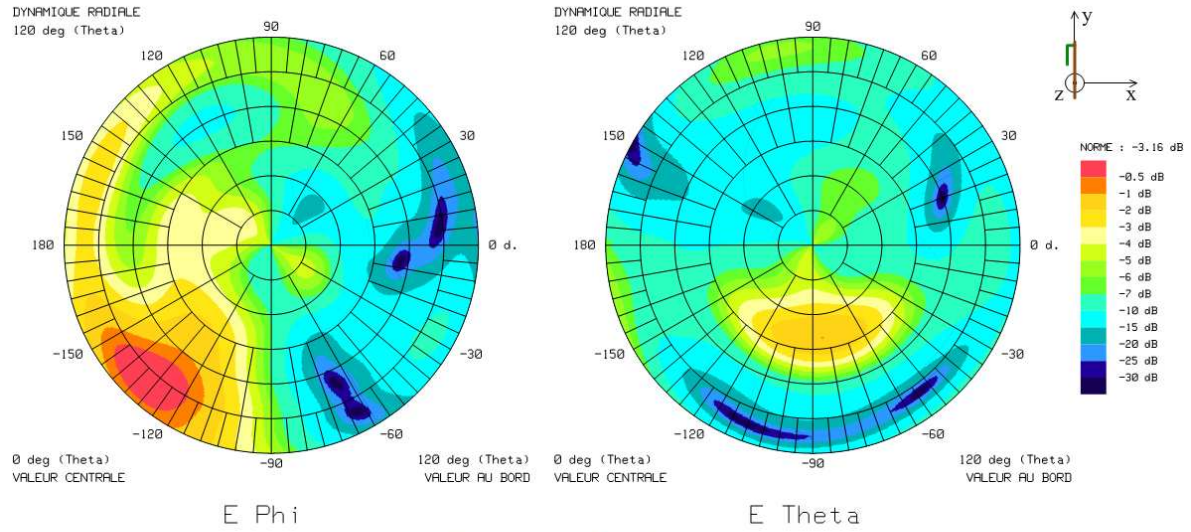 DYNAMIQUE RADIALE
120 deg (Theta)
90
120
60
150
30
180
0 d.
-150
-30
-120
-60
-90
0 deg (Theta)
VALEUR CENTRALE
120 deg (Theta)
VALEUR AU BORD
E Phi
DYNAMIQUE RADIALE
120 deg (Theta)
90
120
60
150
30
180
0 d.
-150
-30
-120
-60
-90
0 deg (Theta)
VALEUR CENTRALE
120 deg (Theta)
VALEUR AU BORD
E Theta
y
z
x
NORME : -3.16 dB
-0.5 dB
-1 dB
-2 dB
-3 dB
-4 dB
-5 dB
-6 dB
-7 dB
-10 dB
-15 dB
-20 dB
-25 dB
-30 dB